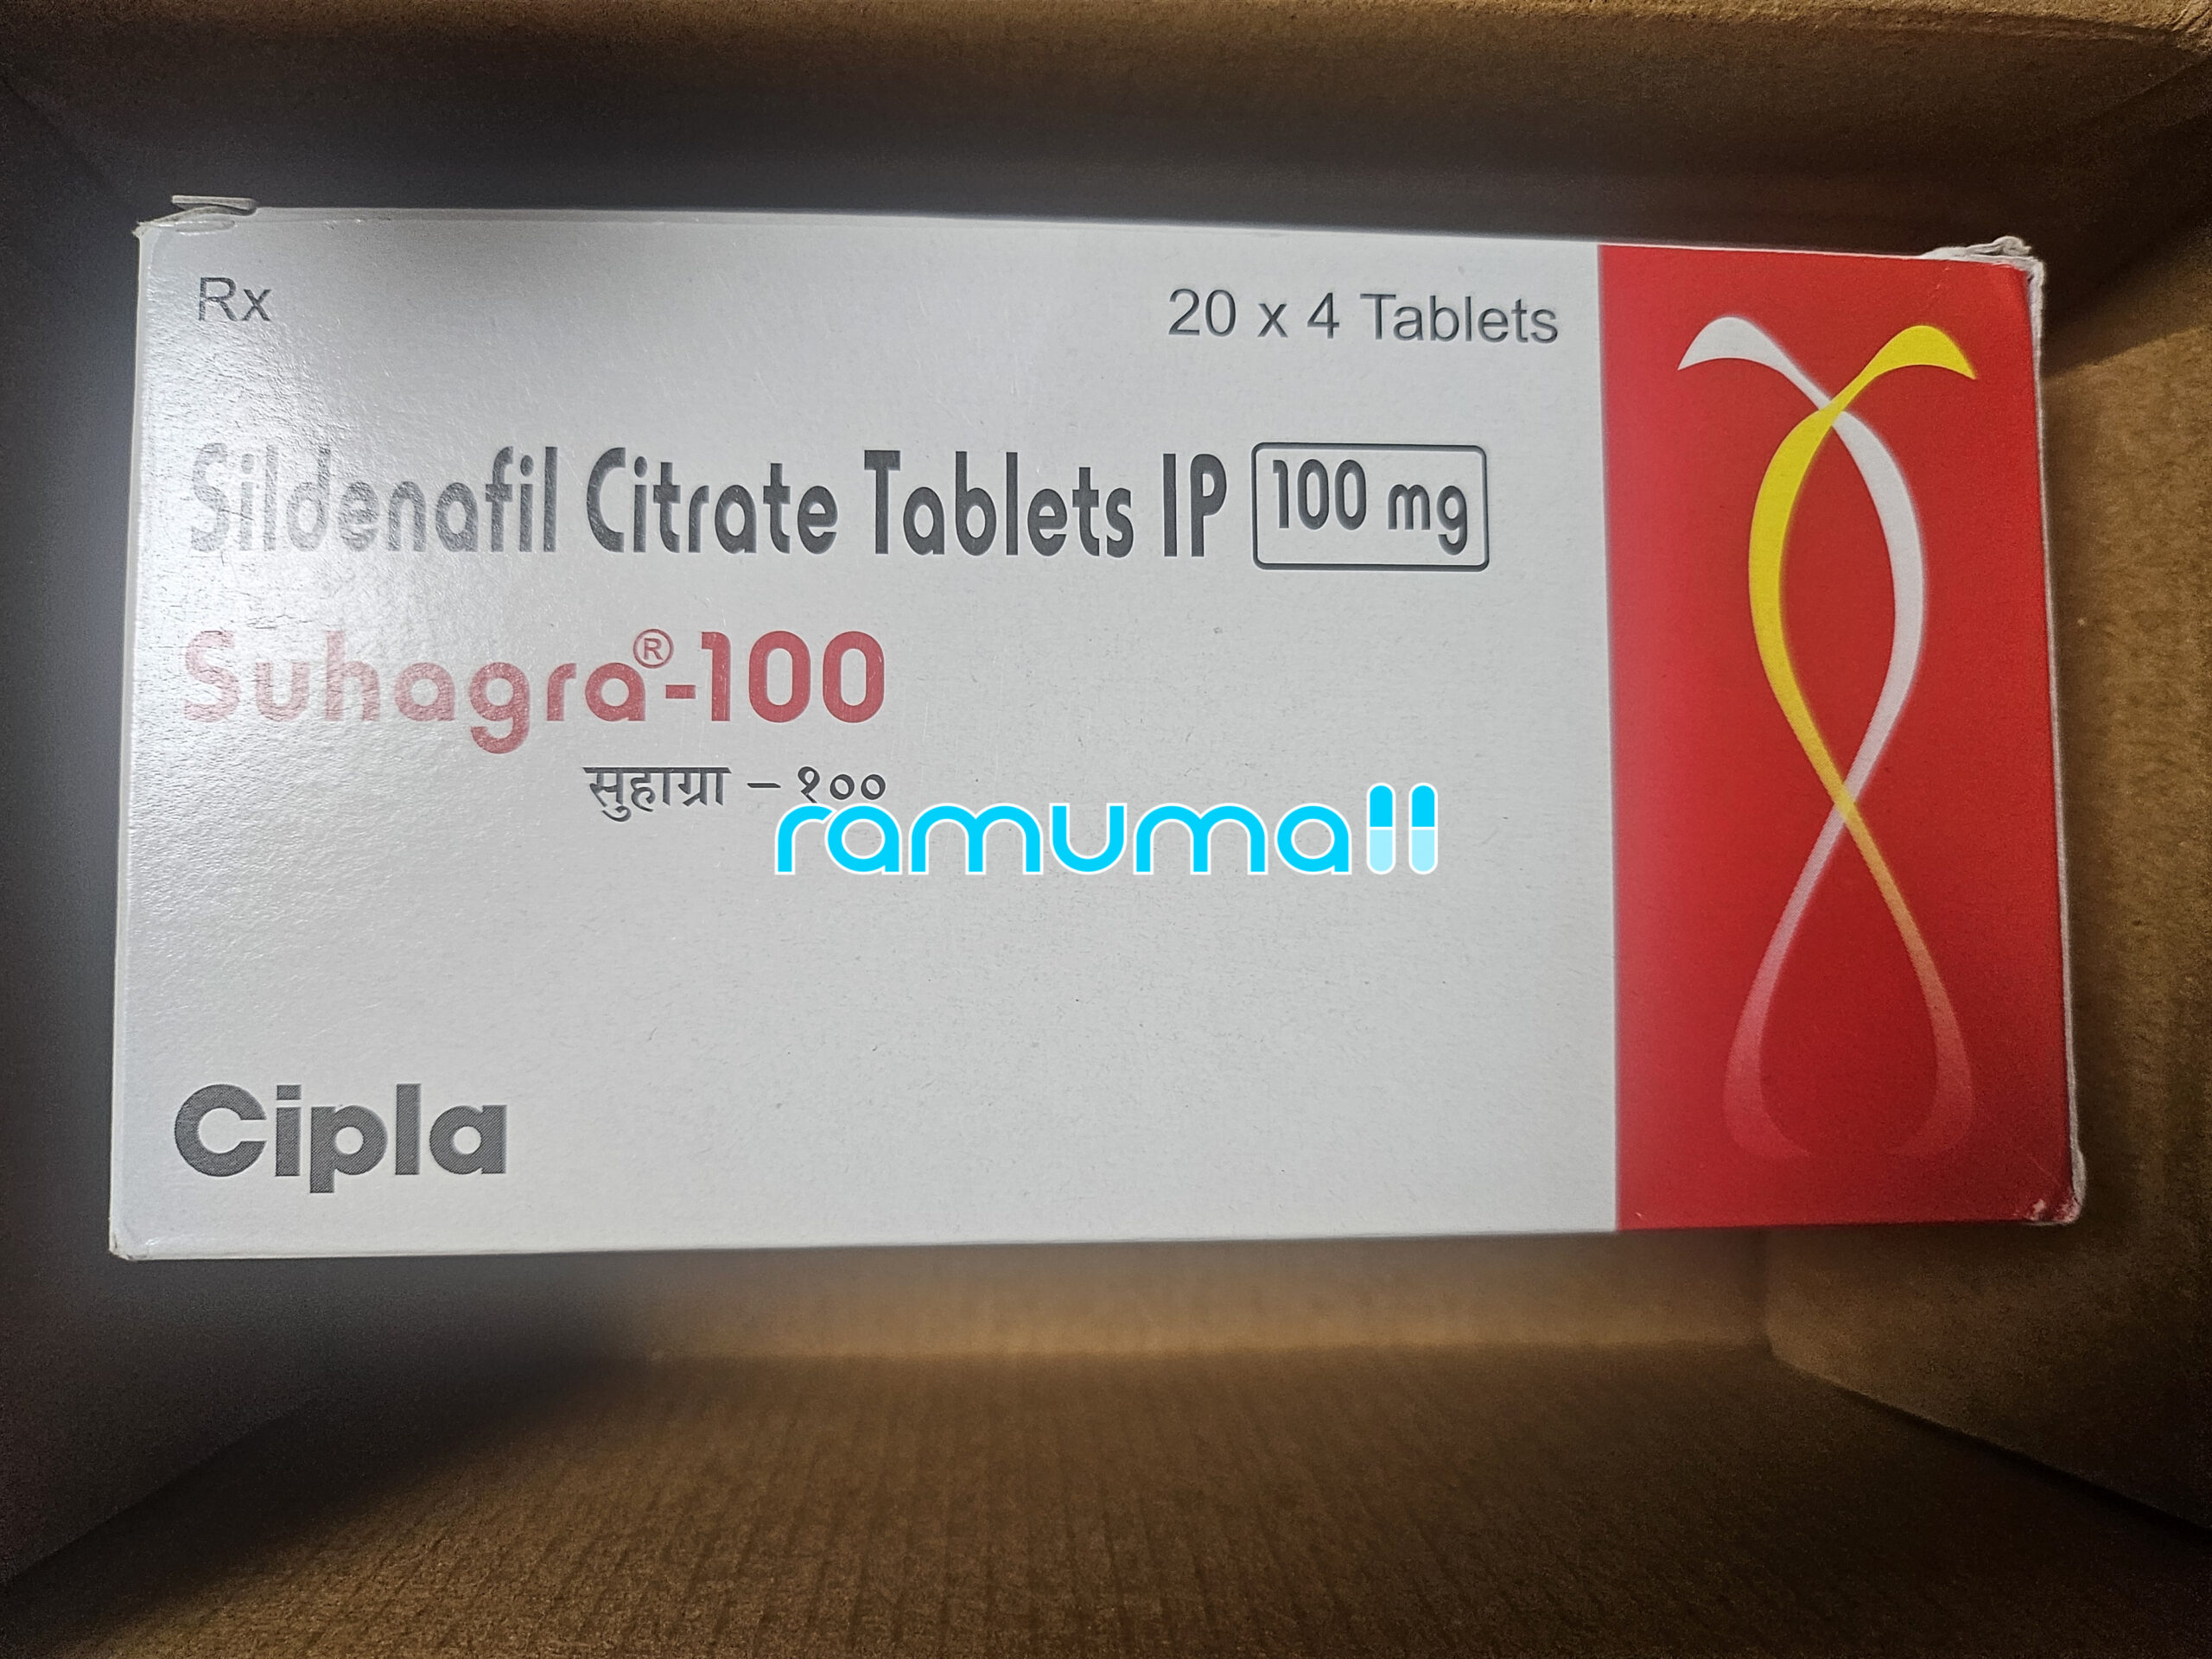 Rx
20 x 4 Tablets
Sildenafil Citrate Tablets IP 100 mg
Suhagra®-100
सुहाग्रा – १००
ramumall
Cipla